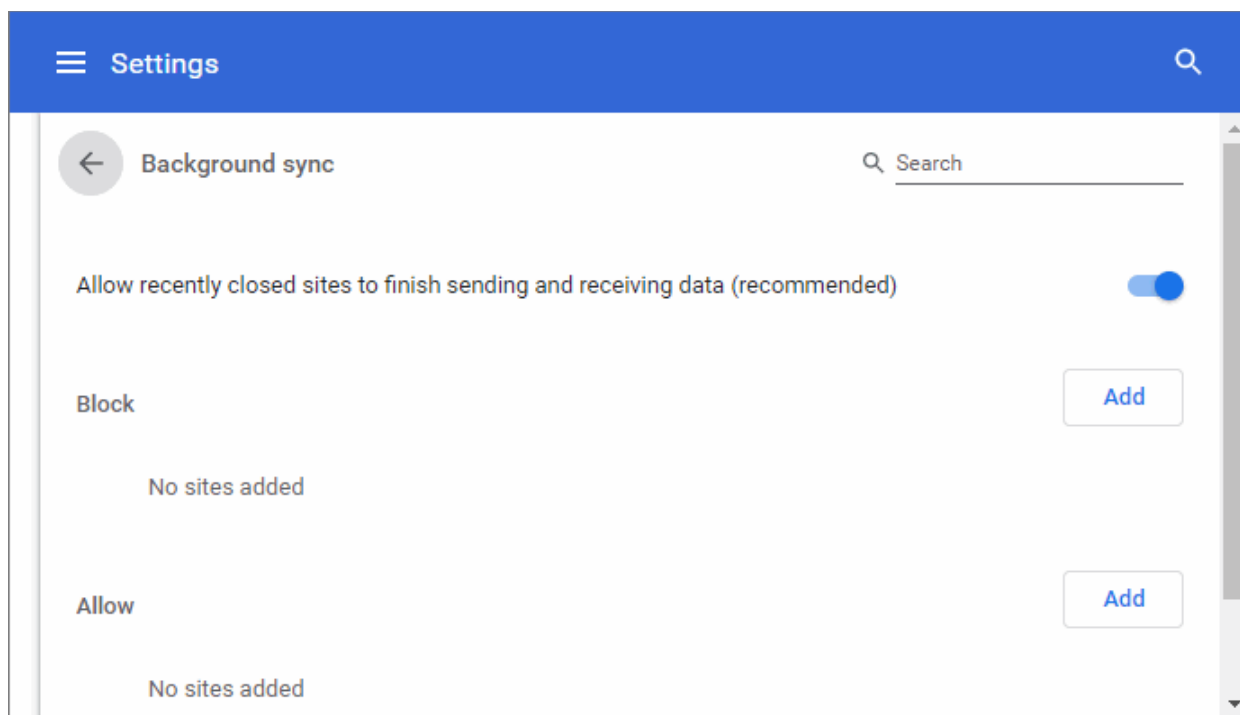 Settings
Background sync
Search
Allow recently closed sites to finish sending and receiving data (recommended)
Block
Add
No sites added
Allow
Add
No sites added